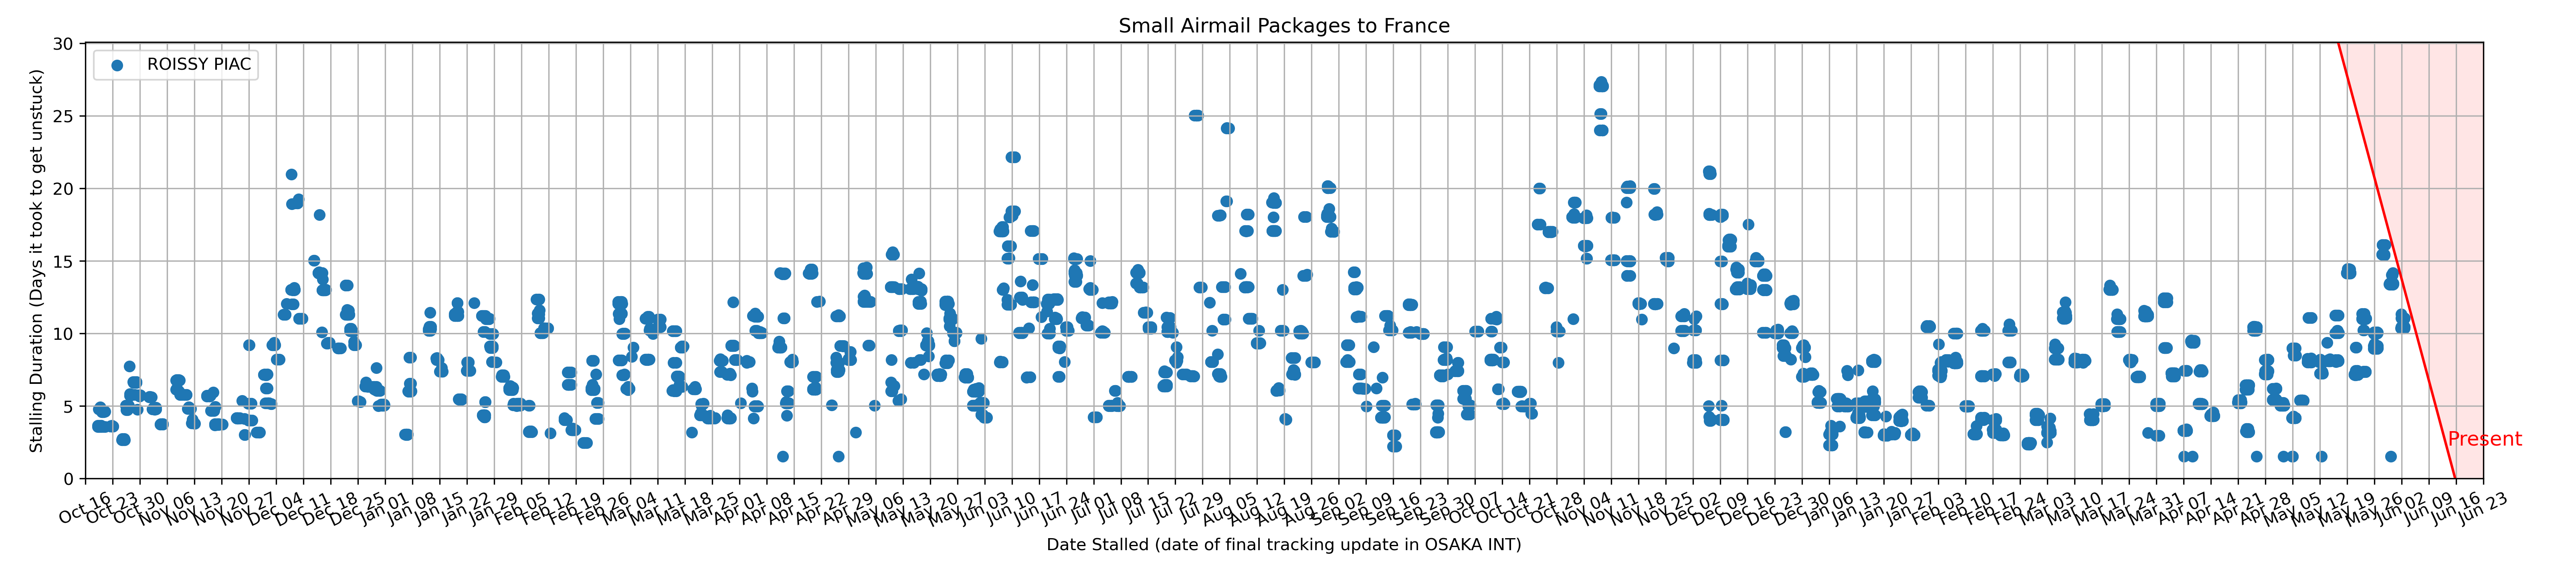 Small Airmail Packages to France
ROISSY PIAC
Stalling Duration (Days it took to get unstuck)
30
25
20
15
10
5
0
Present
Oct 16
Oct 23
Oct 30
Nov 06
Nov 13
Nov 20
Nov 27
Dec 04
Dec 11
Dec 18
Dec 25
Jan 01
Jan 08
Jan 15
Jan 22
Jan 29
Feb 05
Feb 12
Feb 19
Feb 26
Mar 04
Mar 11
Mar 18
Mar 25
Apr 01
Apr 08
Apr 15
Apr 22
Apr 29
May 06
May 13
May 20
May 27
Jun 03
Jun 10
Jun 17
Jun 24
Jul 01
Jul 08
Jul 15
Jul 22
Jul 29
Aug 05
Aug 12
Aug 19
Aug 26
Sep 02
Sep 09
Sep 16
Sep 23
Sep 30
Oct 07
Oct 14
Oct 21
Oct 28
Nov 04
Nov 11
Nov 18
Nov 25
Dec 02
Dec 09
Dec 16
Dec 23
Dec 30
Jan 06
Jan 13
Jan 20
Jan 27
Feb 03
Feb 10
Feb 17
Feb 24
Mar 03
Mar 10
Mar 17
Mar 24
Mar 31
Apr 07
Apr 14
Apr 21
Apr 28
May 05
May 12
May 19
May 26
Jun 02
Jun 09
Jun 16
Jun 23
Date Stalled (date of final tracking update in OSAKA INT)